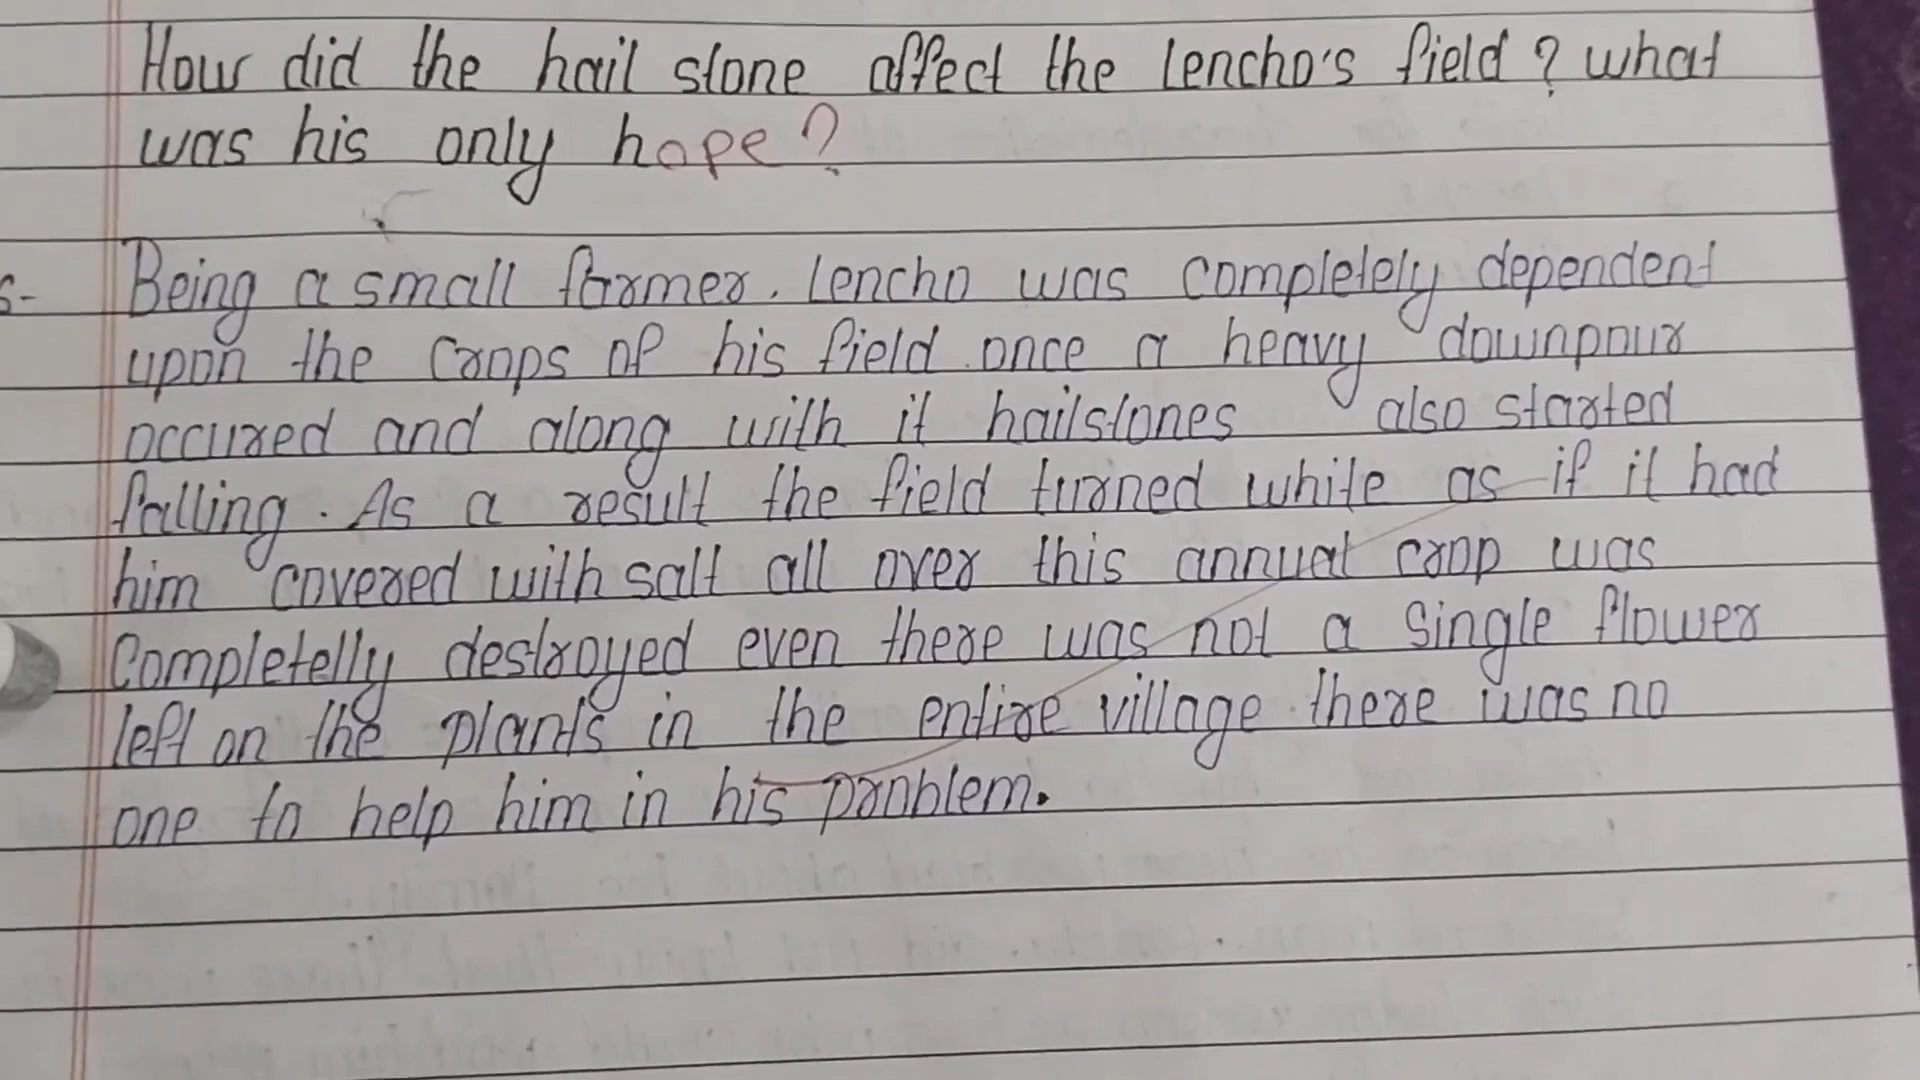 How did the hail stone affect the Lencho's field? what
was his only hope?
s- Being a small farmer. Lencho was completely dependent
upon the crops of his field. once a heavy downpour
occured and along with it hailstones also started
falling. As a result the field turned white as if it had
him covered with salt all over this annual crop was
Completelly destroyed even there was not a single flower
left on the plants in the entire village. there was no
one to help him in his problem.